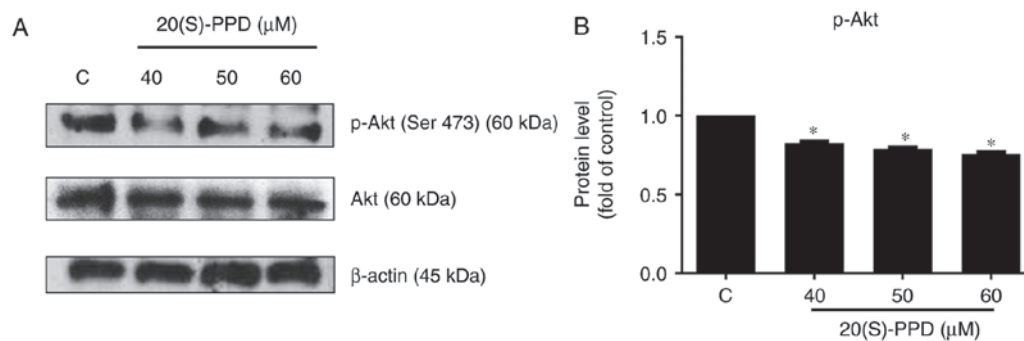 A
20(S)-PPD (μM)
C 40 50 60
p-Akt (Ser 473) (60 kDa)
Akt (60 kDa)
β-actin (45 kDa)
B
p-Akt
Protein level
(fold of control)
1.5
1.0
0.5
0.0
* * *
C 40 50 60
20(S)-PPD (μM)